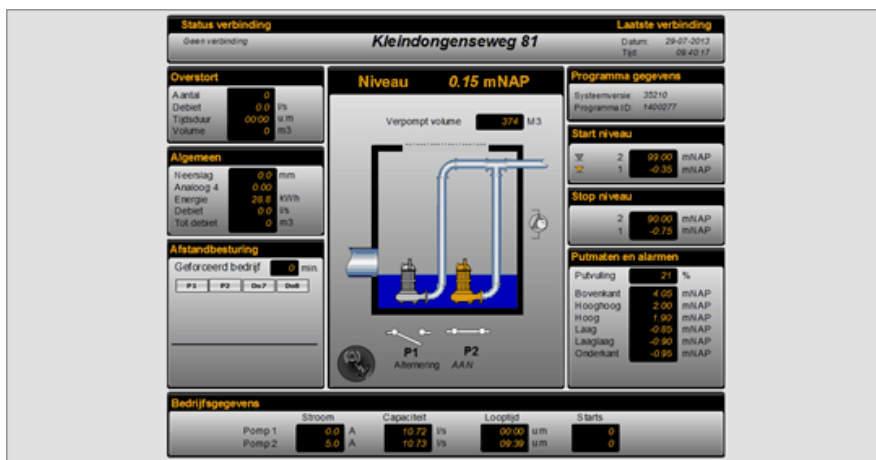 Status verbinding
Laatste verbinding
Geen verbinding
Kleindongenseweg 81
Datum: 29-07-2013
Tijd: 09:40:17
Overstort
Aantal 0
Debiet 0.0 l/s
Tijdsduur 00:00 u.m
Volume 0 m3
Algemeen
Neerslag 0.0 mm
Analoog 4 0.00
Energie 28.8 kWh
Debiet 0.0 l/s
Tot.debiet 0 m3
Afstandbesturing
Geforceerd bedrijf 0 min.
P1 P2 Do7 Do8
Niveau 0.15 mNAP
Verpompt volume 374 M3
P1 P2
Alternering AAN
Programma gegevens
Systeemversie: 35210
Programma ID: 1400277
Start niveau
2 99.00 mNAP
1 -0.35 mNAP
Stop niveau
2 90.00 mNAP
1 -0.75 mNAP
Putmaten en alarmen
Putvulling 21 %
Bovenkant 4.05 mNAP
Hooghoog 2.00 mNAP
Hoog 1.90 mNAP
Laag -0.85 mNAP
Laaglaag -0.90 mNAP
Onderkant -0.95 mNAP
Bedrijfsgegevens
Stroom Capaciteit Looptijd Starts
Pomp 1 0.0 A 10.72 l/s 00:00 u.m 0
Pomp 2 5.0 A 10.73 l/s 09:39 u.m 0